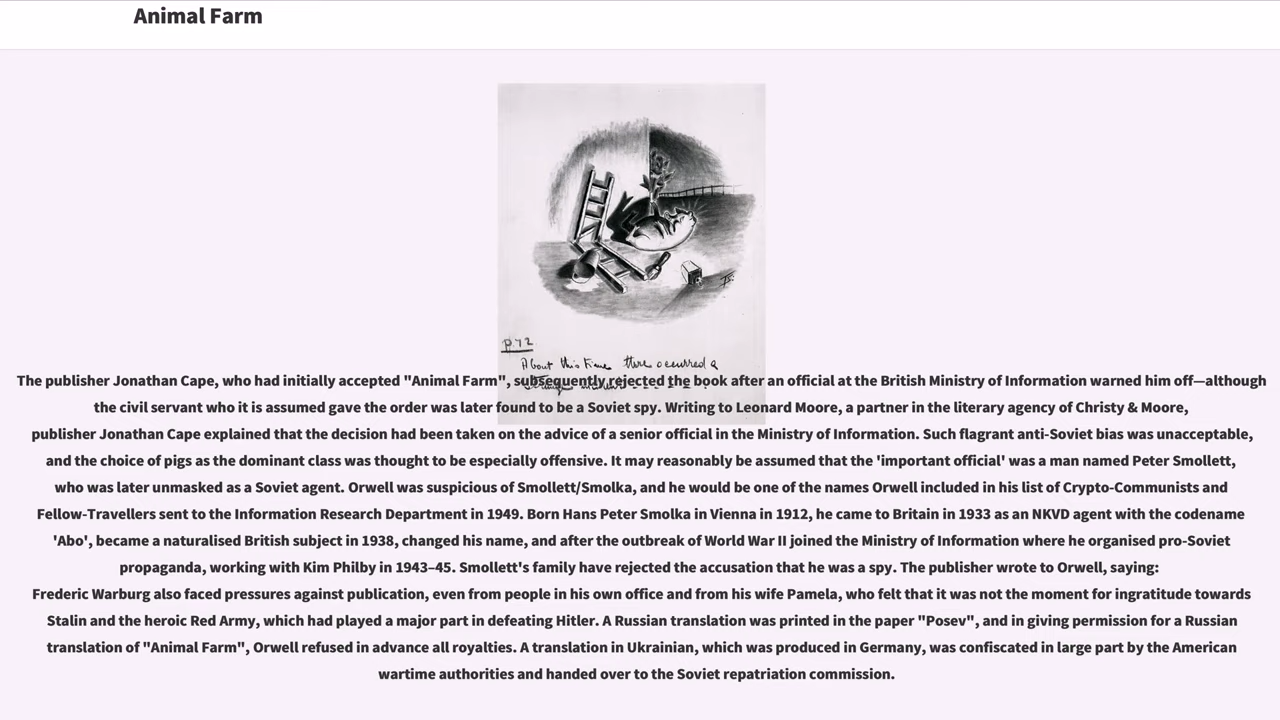 Animal Farm
p.72
About this time there occurred a
The publisher Jonathan Cape, who had initially accepted "Animal Farm", subsequently rejected the book after an official at the British Ministry of Information warned him off—although
the civil servant who it is assumed gave the order was later found to be a Soviet spy. Writing to Leonard Moore, a partner in the literary agency of Christy & Moore,
publisher Jonathan Cape explained that the decision had been taken on the advice of a senior official in the Ministry of Information. Such flagrant anti-Soviet bias was unacceptable,
and the choice of pigs as the dominant class was thought to be especially offensive. It may reasonably be assumed that the 'important official' was a man named Peter Smollett,
who was later unmasked as a Soviet agent. Orwell was suspicious of Smollett/Smolka, and he would be one of the names Orwell included in his list of Crypto-Communists and
Fellow-Travellers sent to the Information Research Department in 1949. Born Hans Peter Smolka in Vienna in 1912, he came to Britain in 1933 as an NKVD agent with the codename
'Abo', became a naturalised British subject in 1938, changed his name, and after the outbreak of World War II joined the Ministry of Information where he organised pro-Soviet
propaganda, working with Kim Philby in 1943–45. Smollett's family have rejected the accusation that he was a spy. The publisher wrote to Orwell, saying:
Frederic Warburg also faced pressures against publication, even from people in his own office and from his wife Pamela, who felt that it was not the moment for ingratitude towards
Stalin and the heroic Red Army, which had played a major part in defeating Hitler. A Russian translation was printed in the paper "Posev", and in giving permission for a Russian
translation of "Animal Farm", Orwell refused in advance all royalties. A translation in Ukrainian, which was produced in Germany, was confiscated in large part by the American
wartime authorities and handed over to the Soviet repatriation commission.